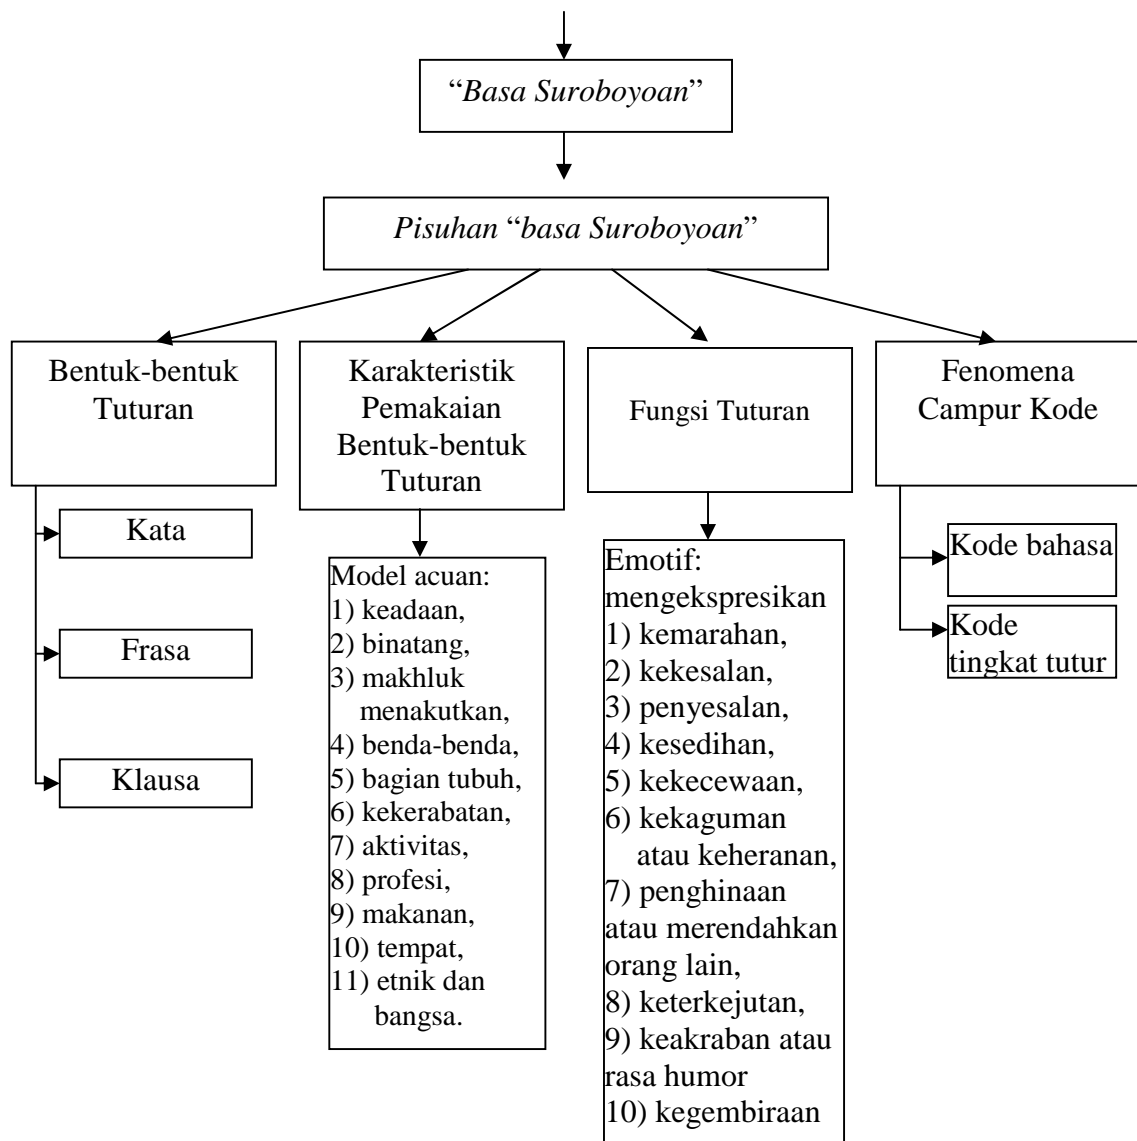 “Basa Suroboyoan”
Pisuhan “basa Suroboyoan”
Bentuk-bentuk
Tuturan
Kata
Frasa
Klausa
Karakteristik
Pemakaian
Bentuk-bentuk
Tuturan
Model acuan:
1) keadaan,
2) binatang,
3) makhluk
menakutkan,
4) benda-benda,
5) bagian tubuh,
6) kekerabatan,
7) aktivitas,
8) profesi,
9) makanan,
10) tempat,
11) etnik dan
bangsa.
Fungsi Tuturan
Emotif:
mengekspresikan
1) kemarahan,
2) kekesalan,
3) penyesalan,
4) kesedihan,
5) kekecewaan,
6) kekaguman
atau keheranan,
7) penghinaan
atau merendahkan
orang lain,
8) keterkejutan,
9) keakraban atau
rasa humor
10) kegembiraan
Fenomena
Campur Kode
Kode bahasa
Kode
tingkat tutur